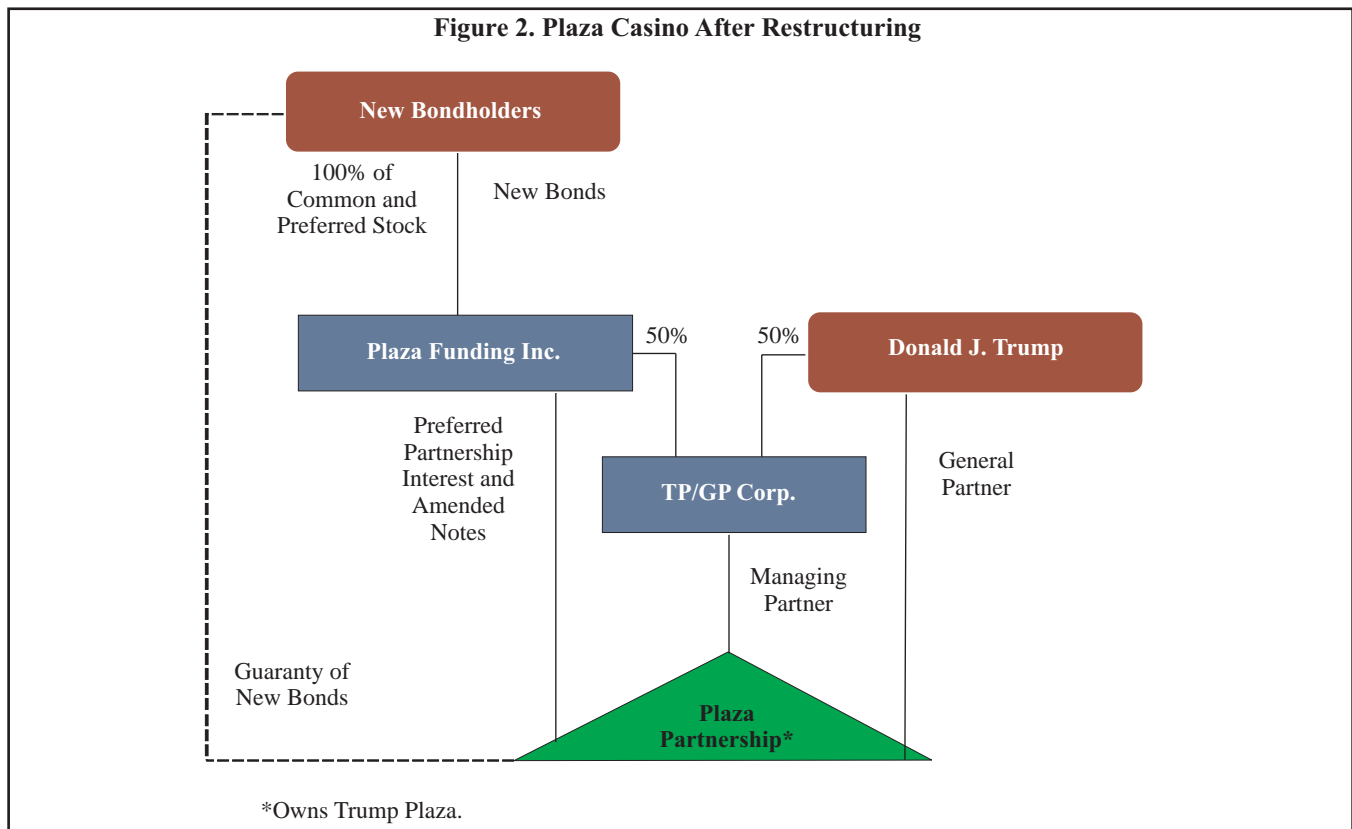 Figure 2. Plaza Casino After Restructuring
New Bondholders
100% of
Common and
Preferred Stock
New Bonds
Plaza Funding Inc.
50%
50%
Donald J. Trump
Preferred
Partnership
Interest and
Amended
Notes
TP/GP Corp.
General
Partner
Managing
Partner
Guaranty of
New Bonds
Plaza
Partnership*
*Owns Trump Plaza.